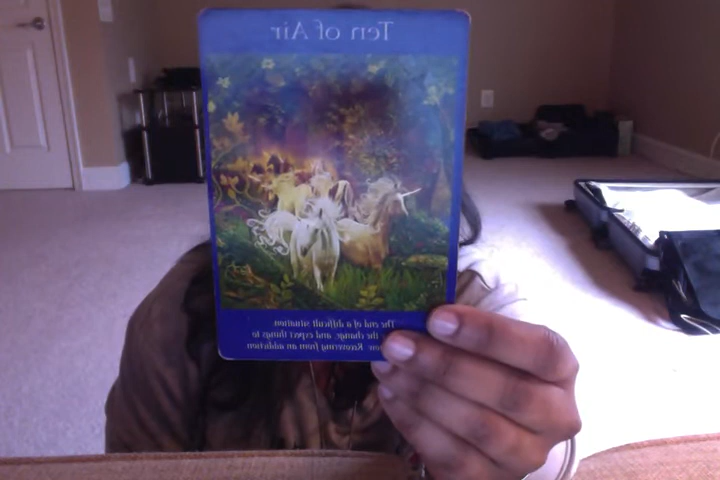 Ten of Air
The end of a difficult situation.
the change, and expect things to
Recovering from an addiction